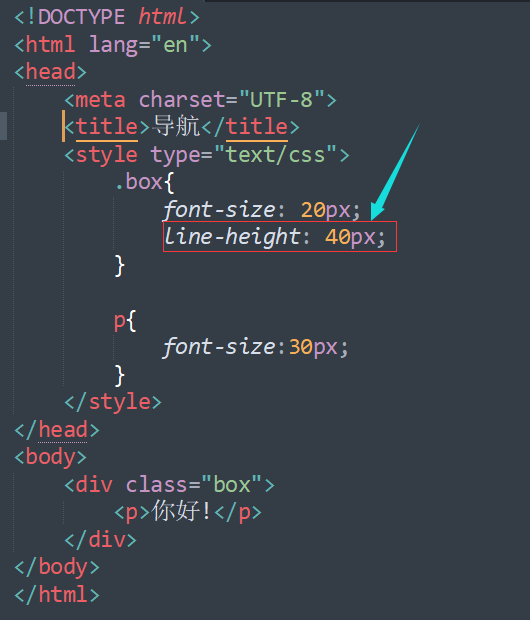 <!DOCTYPE html>
<html lang="en">
<head>
<meta charset="UTF-8">
<title>导航</title>
<style type="text/css">
.box{
font-size: 20px;
line-height: 40px;
}
p{
font-size:30px;
}
</style>
</head>
<body>
<div class="box">
<p>你好!</p>
</div>
</body>
</html>